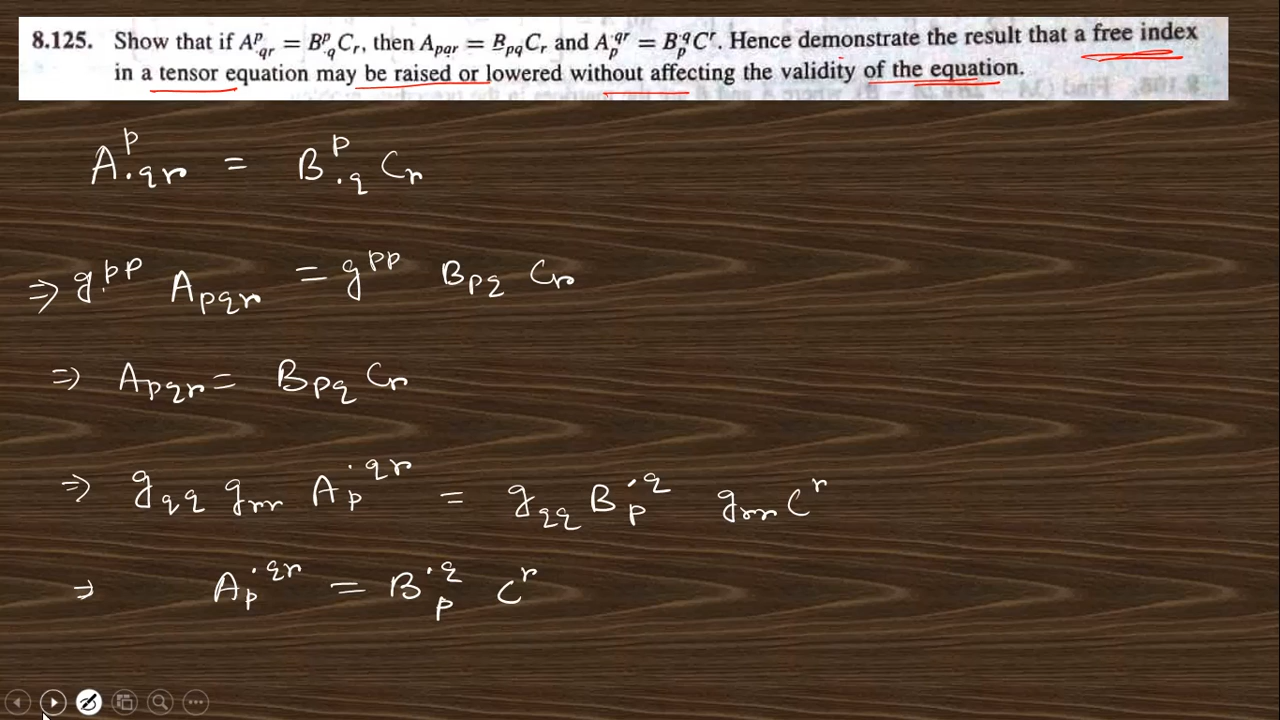 8.125. Show that if A^p_{.qr} = B^p_{.q} C_r, then A_{pqr} = B_{pq}C_r and A_p^{.qr} = B_p^{.q}C^r. Hence demonstrate the result that a free index
in a tensor equation may be raised or lowered without affecting the validity of the equation.
A^p_{.qr} = B^p_{.q} C_r
⇒ g^{pp} A_{pqr} = g^{pp} B_{pq} C_r
⇒ A_{pqr} = B_{pq} C_r
⇒ g_{qq} g_{rr} A_p^{.qr} = g_{qq} B_p^{.q} g_{rr} C^r
⇒ A_p^{.qr} = B_p^{.q} C^r